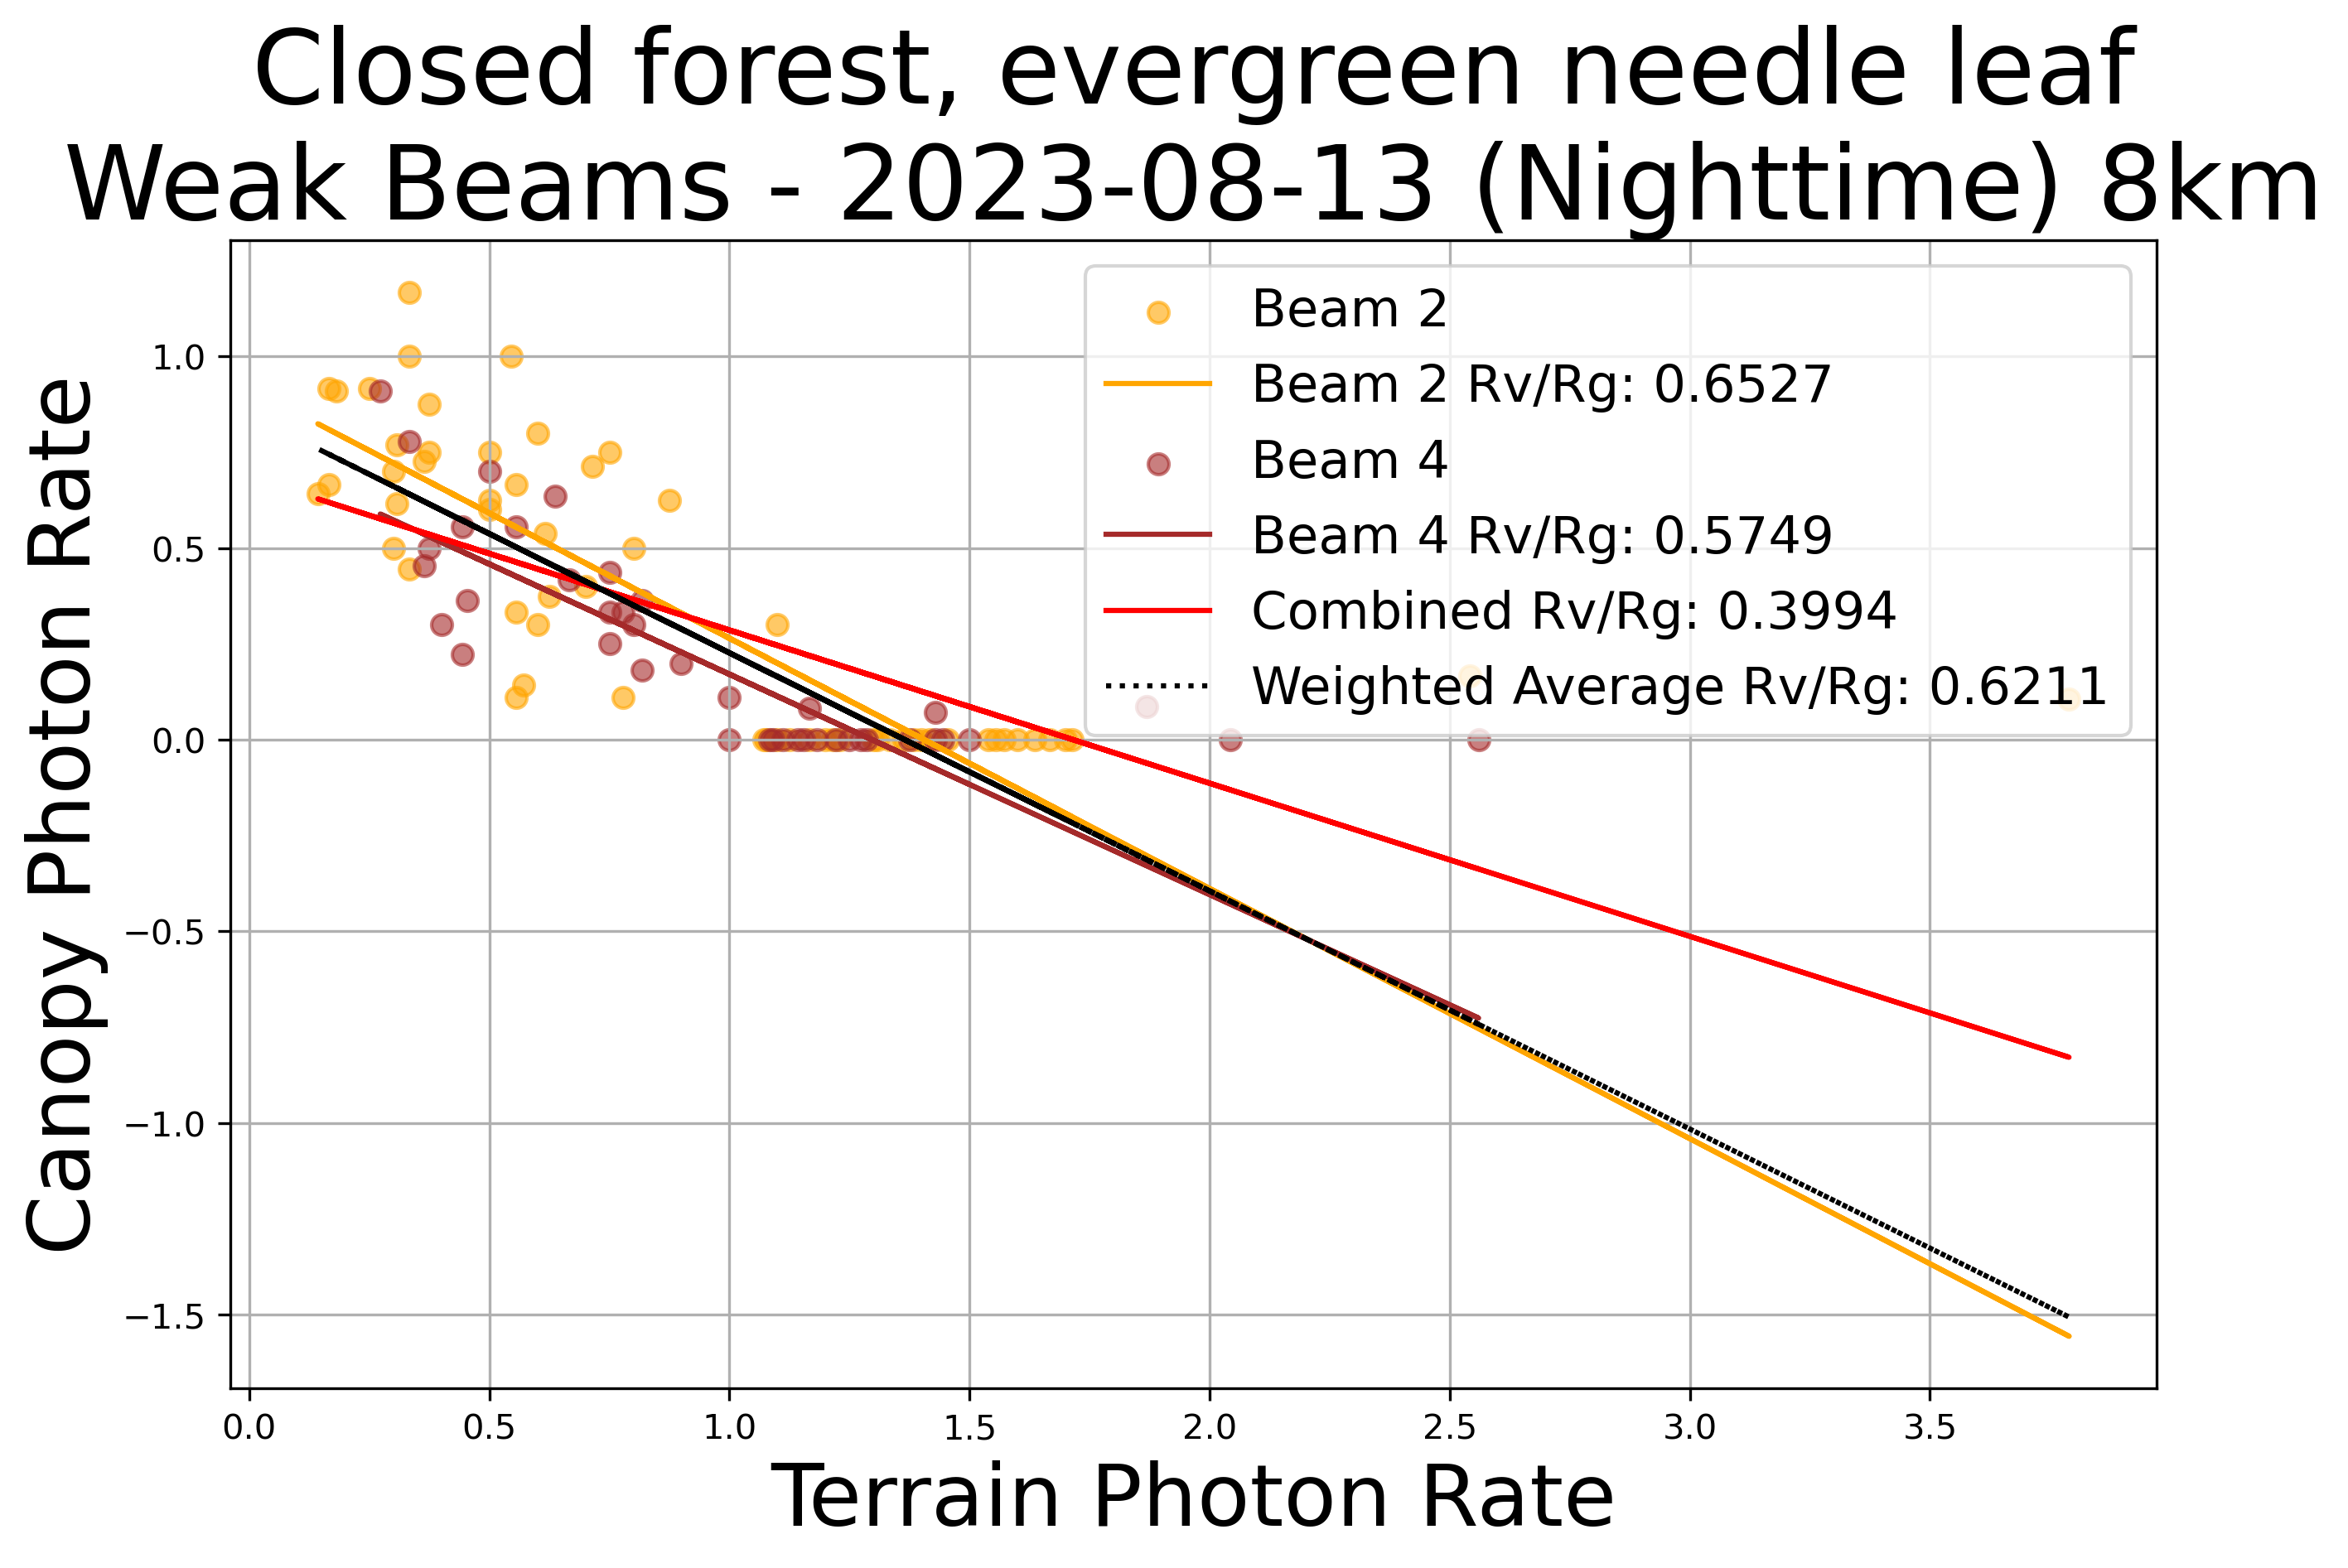 Closed forest, evergreen needle leaf
Weak Beams - 2023-08-13 (Nighttime) 8km
Canopy Photon Rate
1.0
0.5
0.0
−0.5
−1.0
−1.5
Beam 2
Beam 2 Rv/Rg: 0.6527
Beam 4
Beam 4 Rv/Rg: 0.5749
Combined Rv/Rg: 0.3994
Weighted Average Rv/Rg: 0.6211
0.0 0.5 1.0 1.5 2.0 2.5 3.0 3.5
Terrain Photon Rate